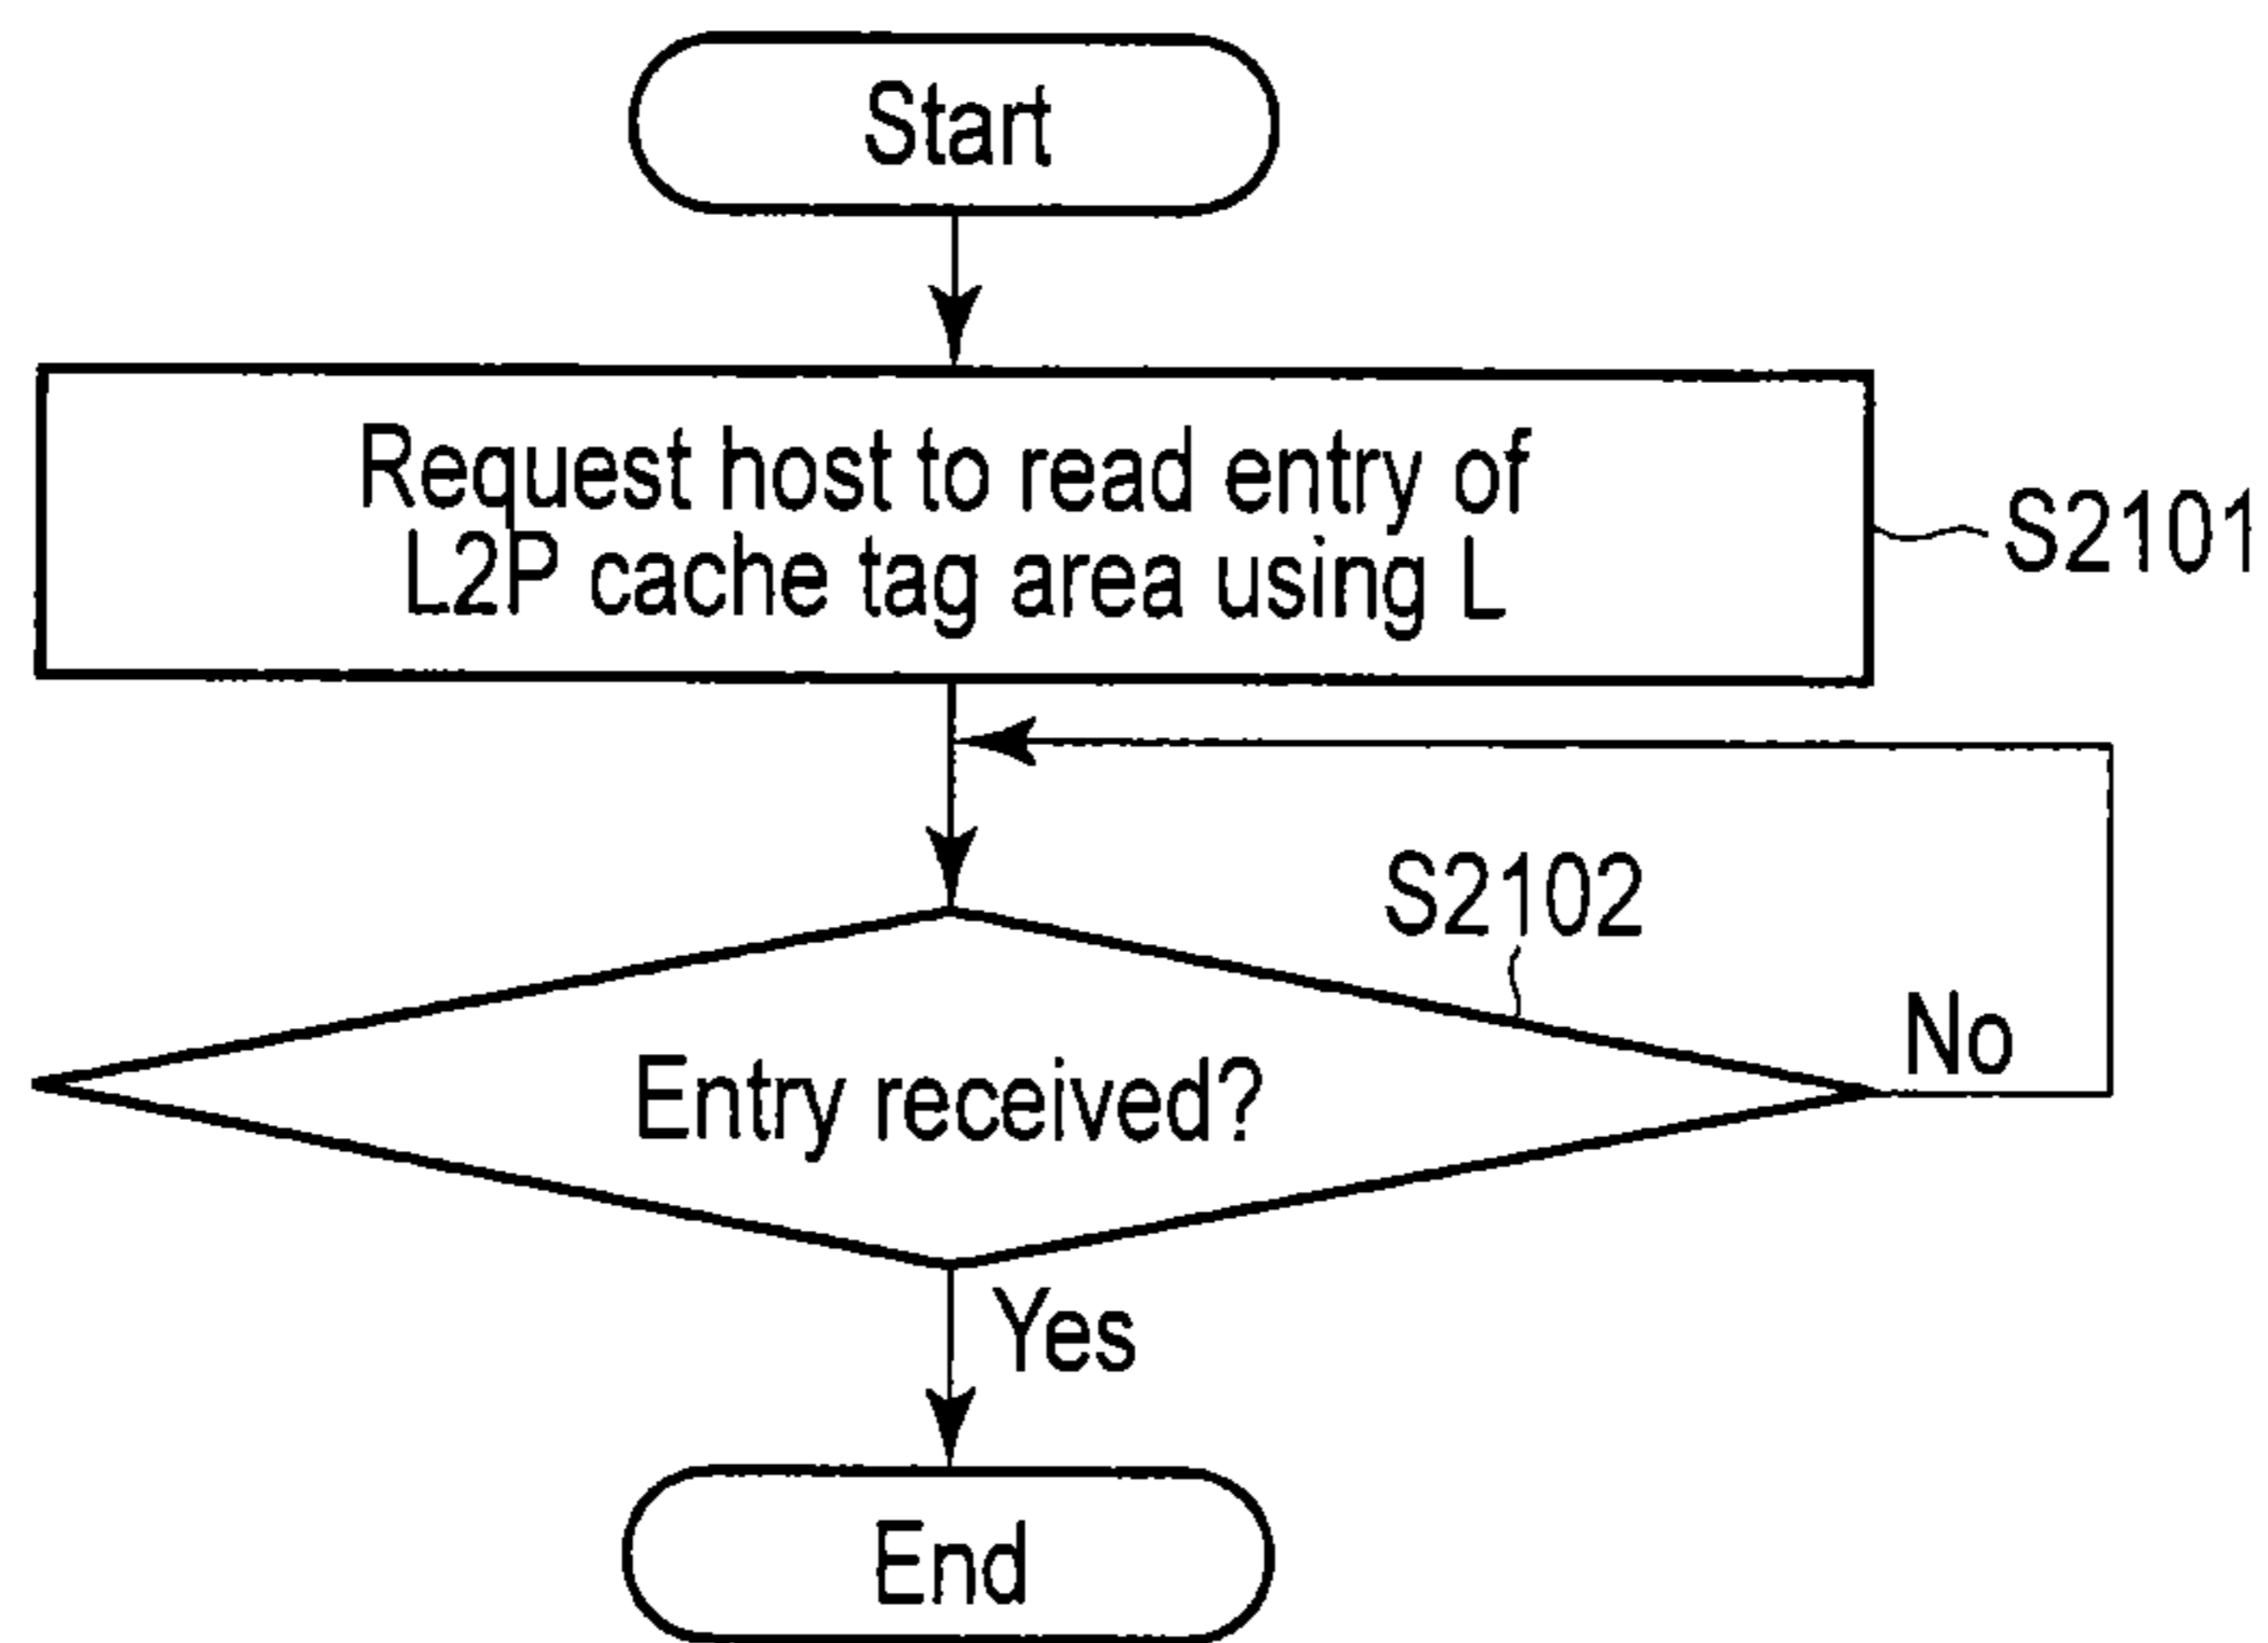 Start
Request host to read entry of
L2P cache tag area using L
S2101
S2102
No
Entry received?
Yes
End